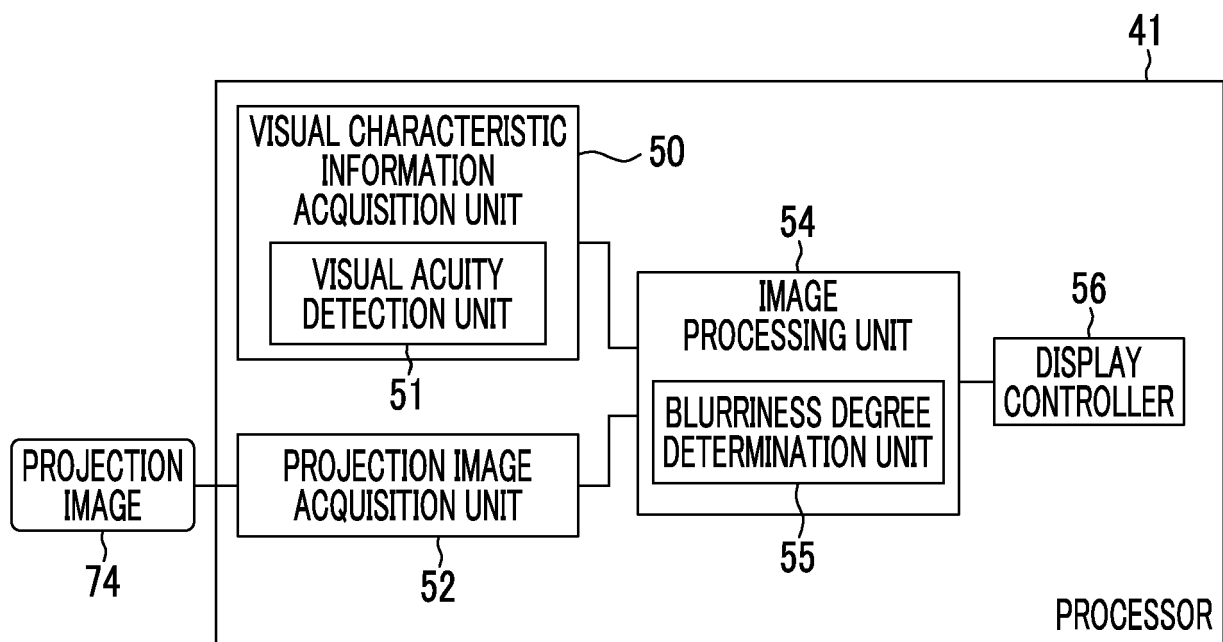 41
VISUAL CHARACTERISTIC
INFORMATION
ACQUISITION UNIT
50
VISUAL ACUITY
DETECTION UNIT
51
54
IMAGE
PROCESSING UNIT
BLURRINESS DEGREE
DETERMINATION UNIT
55
56
DISPLAY
CONTROLLER
PROJECTION
IMAGE
74
PROJECTION IMAGE
ACQUISITION UNIT
52
PROCESSOR